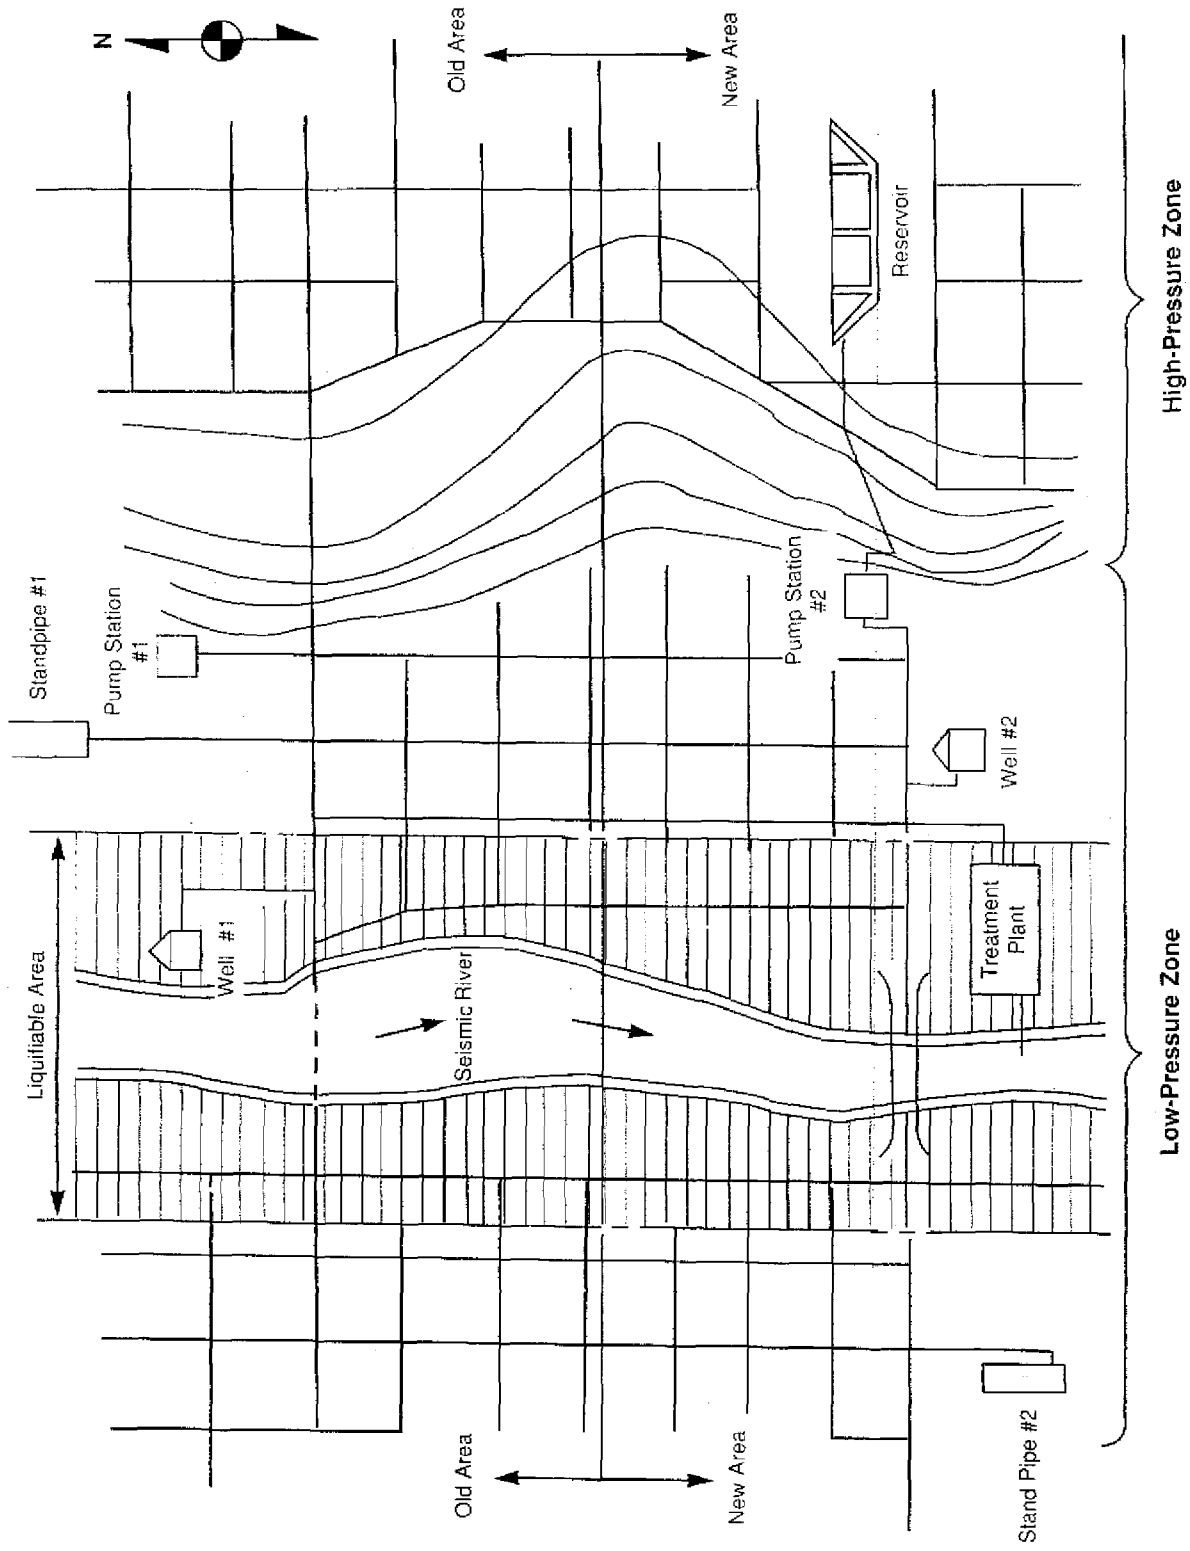 N
Old Area
New Area
Standpipe #1
Pump Station
#1
Pump Station
#2
Reservoir
High-Pressure Zone
Liquifiable Area
Well #1
Seismic River
Well #2
Treatment
Plant
Low-Pressure Zone
Old Area
New Area
Stand Pipe #2